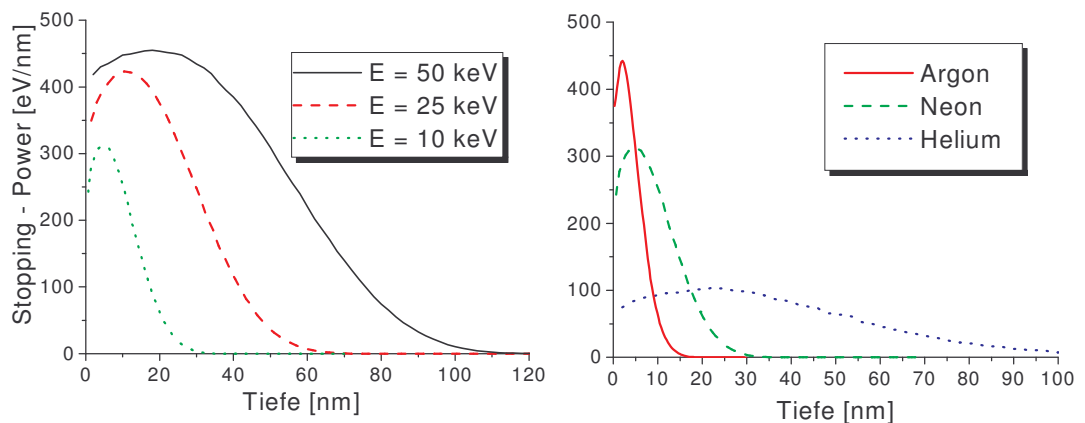 Stopping - Power [eV/nm]
500
400
300
200
100
0
E = 50 keV
E = 25 keV
E = 10 keV
0 20 40 60 80 100 120
Tiefe [nm]
500
400
300
200
100
0
Argon
Neon
Helium
0 10 20 30 40 50 60 70 80 90 100
Tiefe [nm]